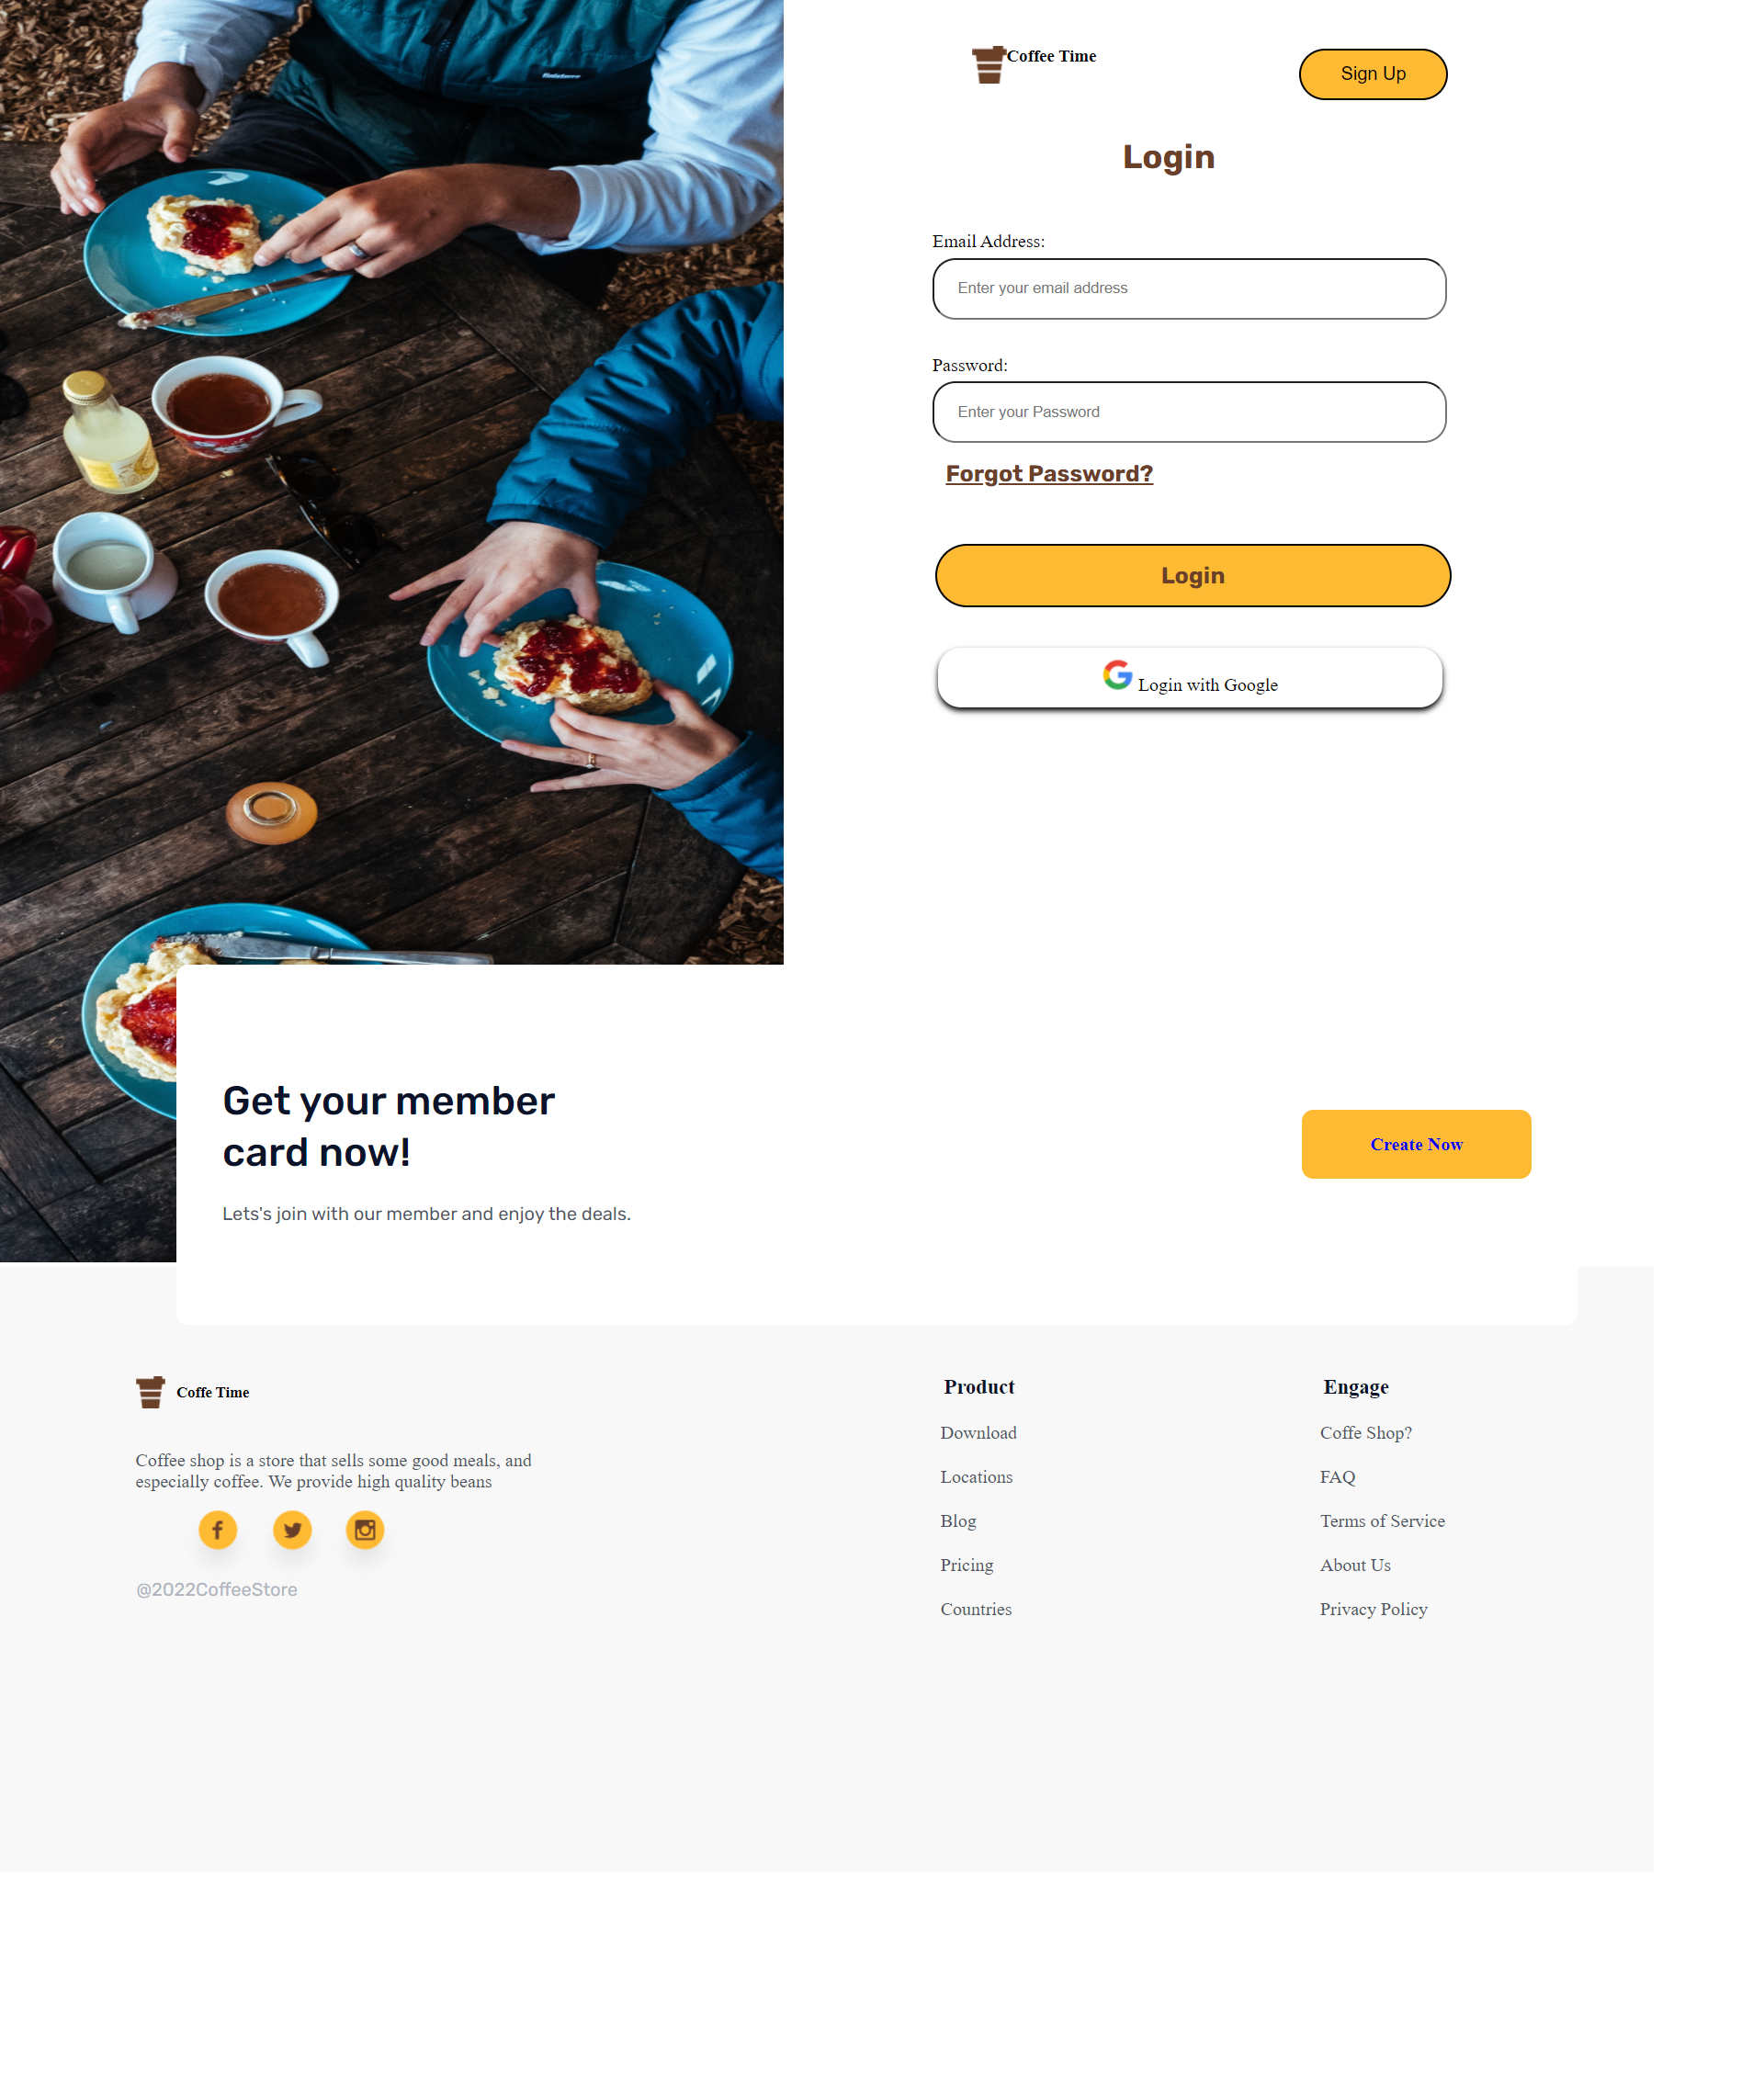 finisterre
Coffee Time
Sign Up
Login
Email Address:
Enter your email address
Password:
Enter your Password
Forgot Password?
Login
Login with Google
Get your member
card now!
Lets's join with our member and enjoy the deals.
Create Now
Coffe Time
Coffee shop is a store that sells some good meals, and
especially coffee. We provide high quality beans
@2022CoffeeStore
Product
Download
Locations
Blog
Pricing
Countries
Engage
Coffe Shop?
FAQ
Terms of Service
About Us
Privacy Policy